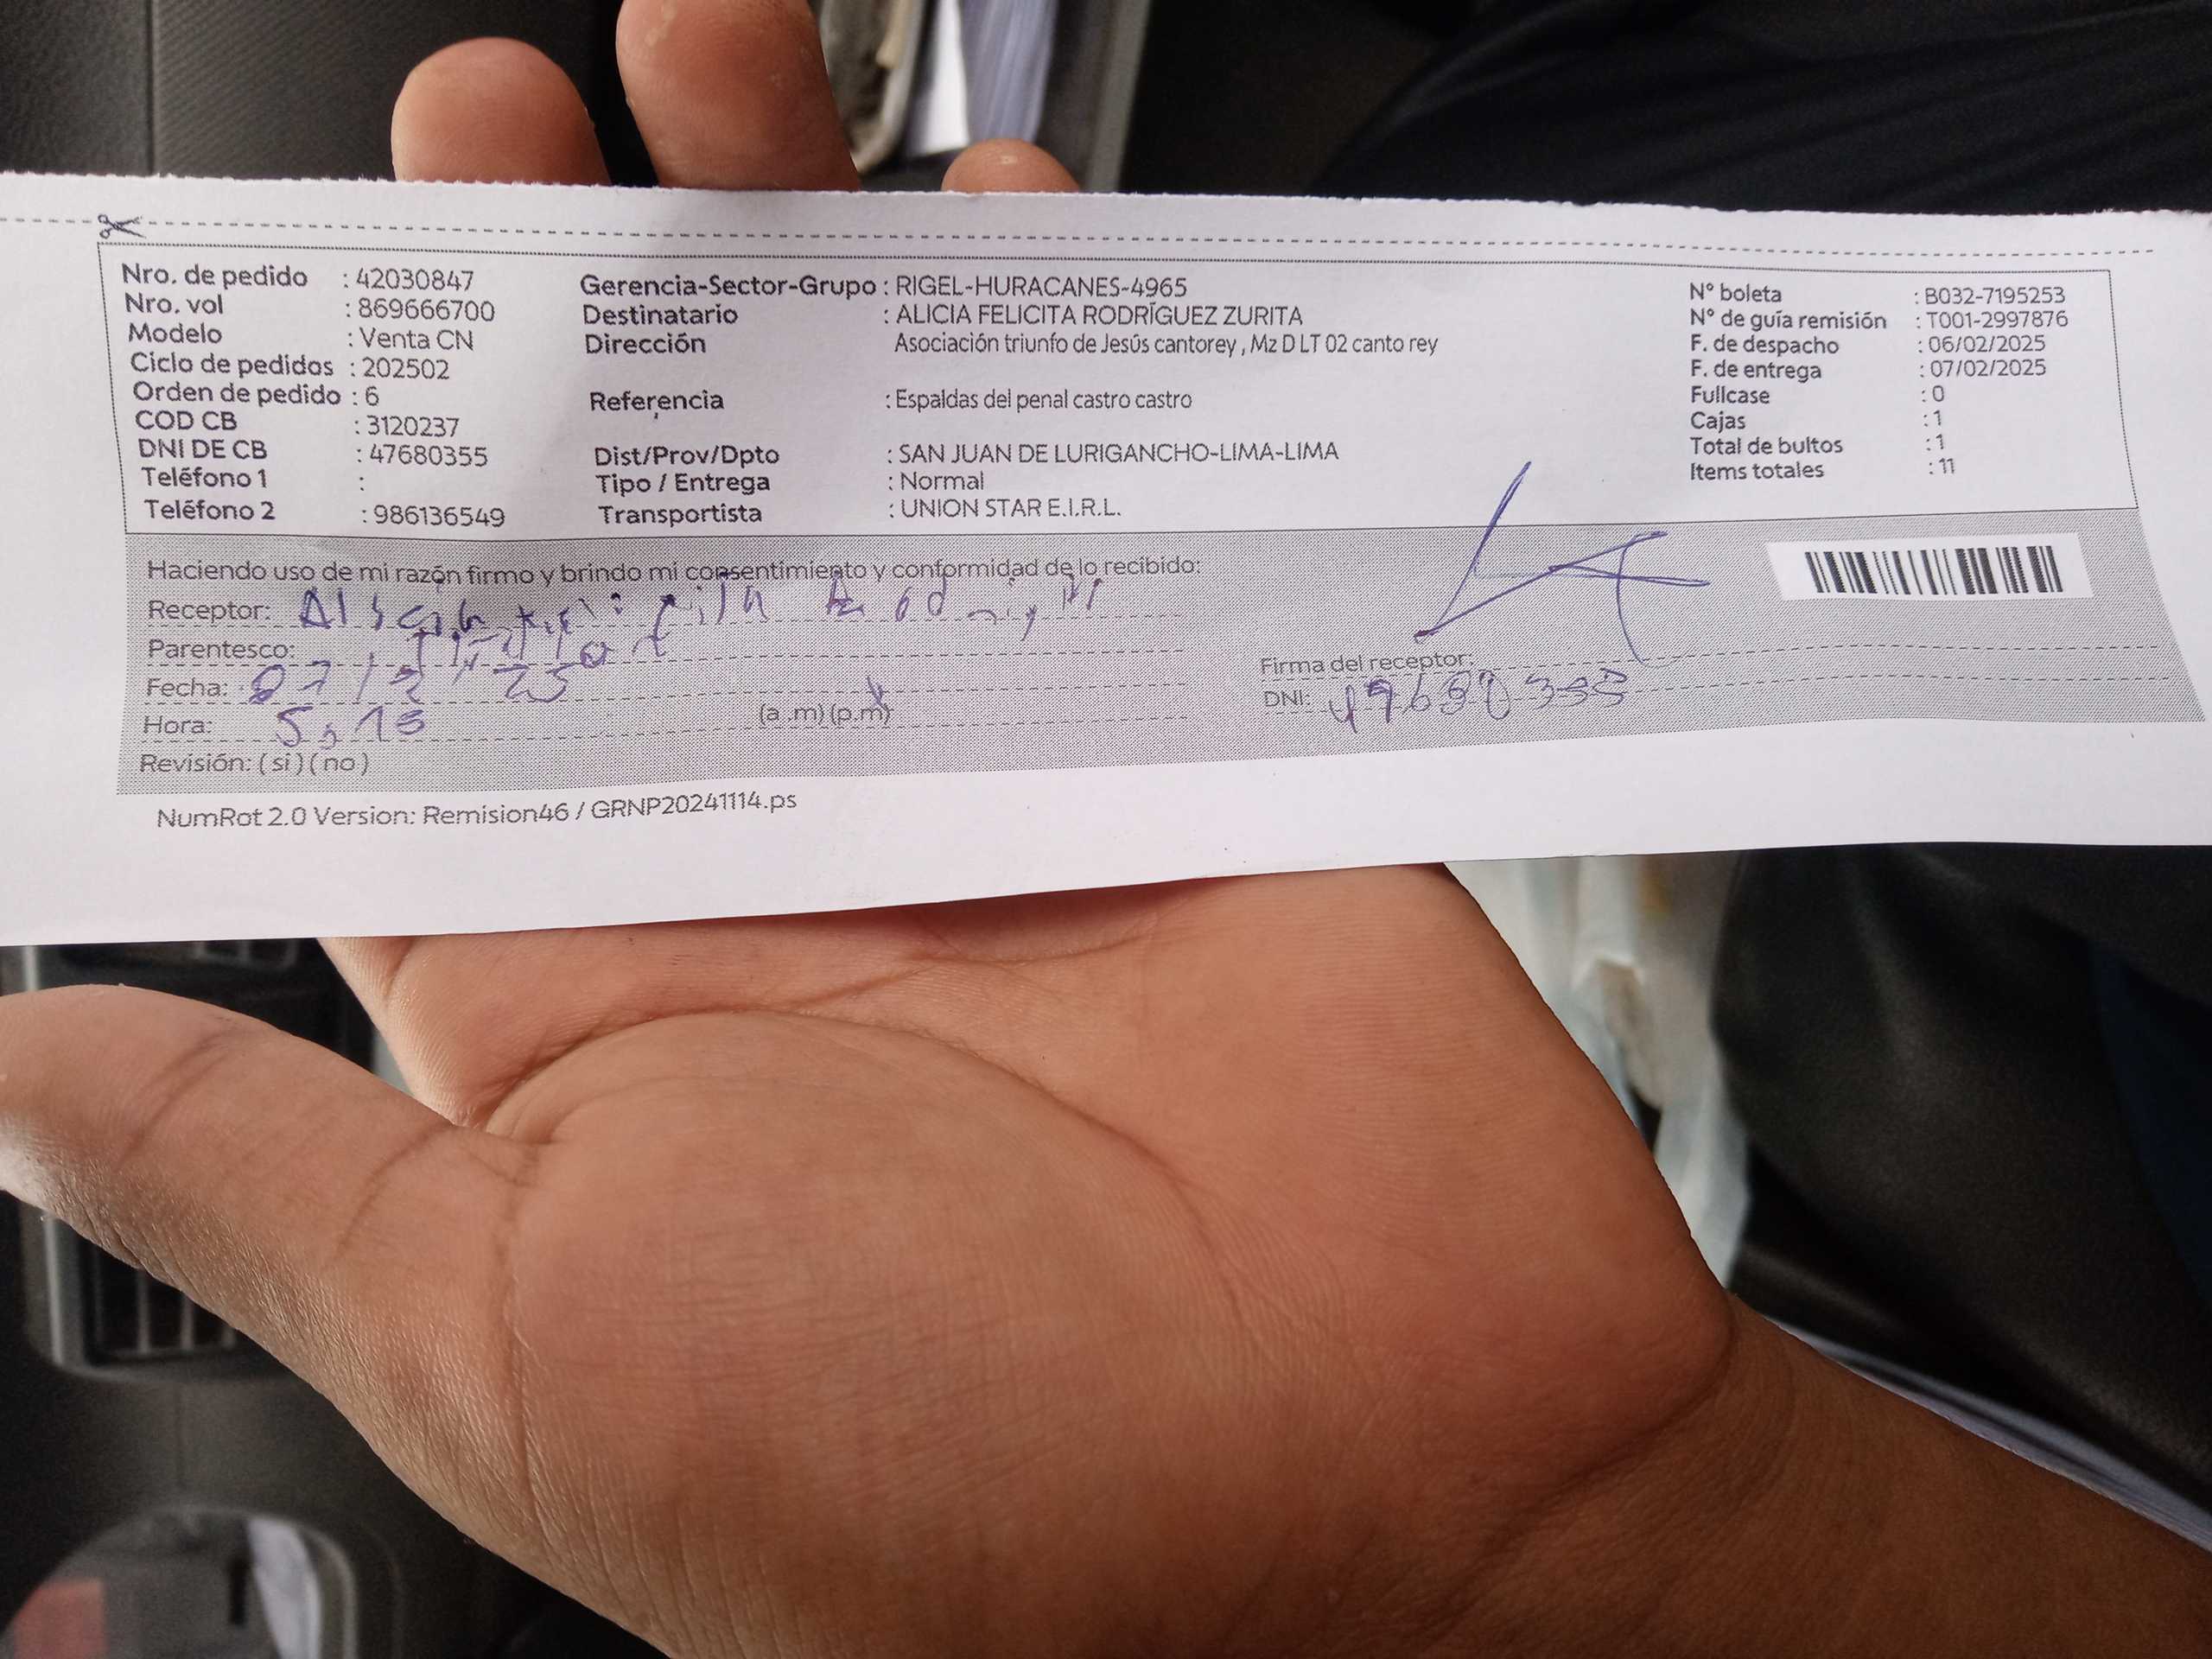 Nro. de pedido : 42030847
Nro. vol : 869666700
Modelo : Venta CN
Ciclo de pedidos : 202502
Orden de pedido : 6
COD CB : 3120237
DNI DE CB : 47680355
Teléfono 1 :
Teléfono 2 : 986136549
Gerencia-Sector-Grupo : RIGEL-HURACANES-4965
Destinatario : ALICIA FELICITA RODRÍGUEZ ZURITA
Dirección Asociación triunfo de Jesús cantorey , Mz D LT 02 canto rey
Referencia : Espaldas del penal castro castro
Dist/Prov/Dpto : SAN JUAN DE LURIGANCHO-LIMA-LIMA
Tipo / Entrega : Normal
Transportista : UNION STAR E.I.R.L.
N° boleta : B032-7195253
N° de guía remisión : T001-2997876
F. de despacho : 06/02/2025
F. de entrega : 07/02/2025
Fullcase : 0
Cajas : 1
Total de bultos : 1
Items totales : 11
Haciendo uso de mi razón firmo y brindo mi consentimiento y conformidad de lo recibido:
Receptor:
Parentesco:
Fecha: 07/2/25
Hora: (a .m) (p.m)
Revisión: ( si ) ( no )
Firma del receptor:
DNI:
NumRot 2.0 Version: Remision46 / GRNP20241114.ps